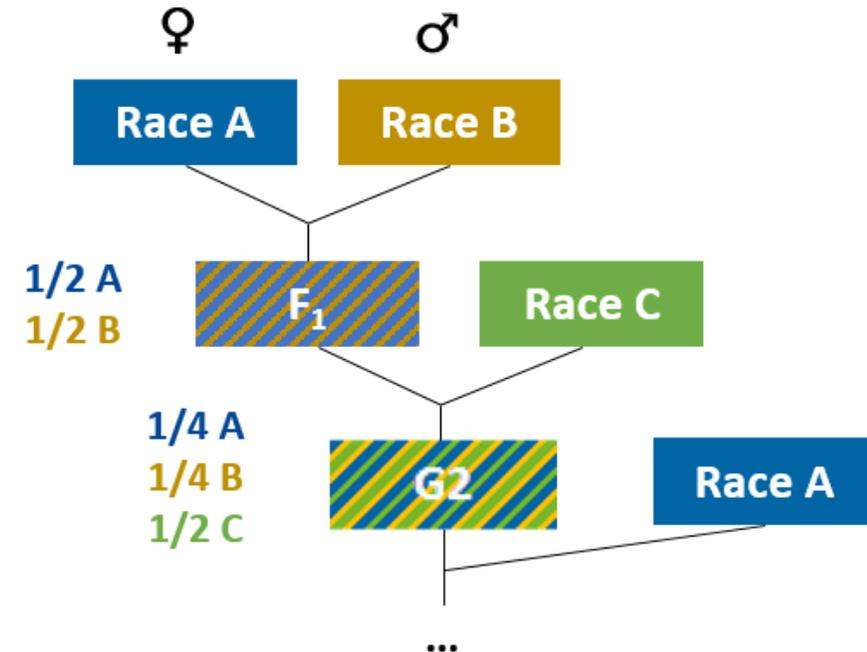 ♀ ♂
Race A Race B
1/2 A
1/2 B
F₁ Race C
1/4 A
1/4 B
1/2 C
G2 Race A
...